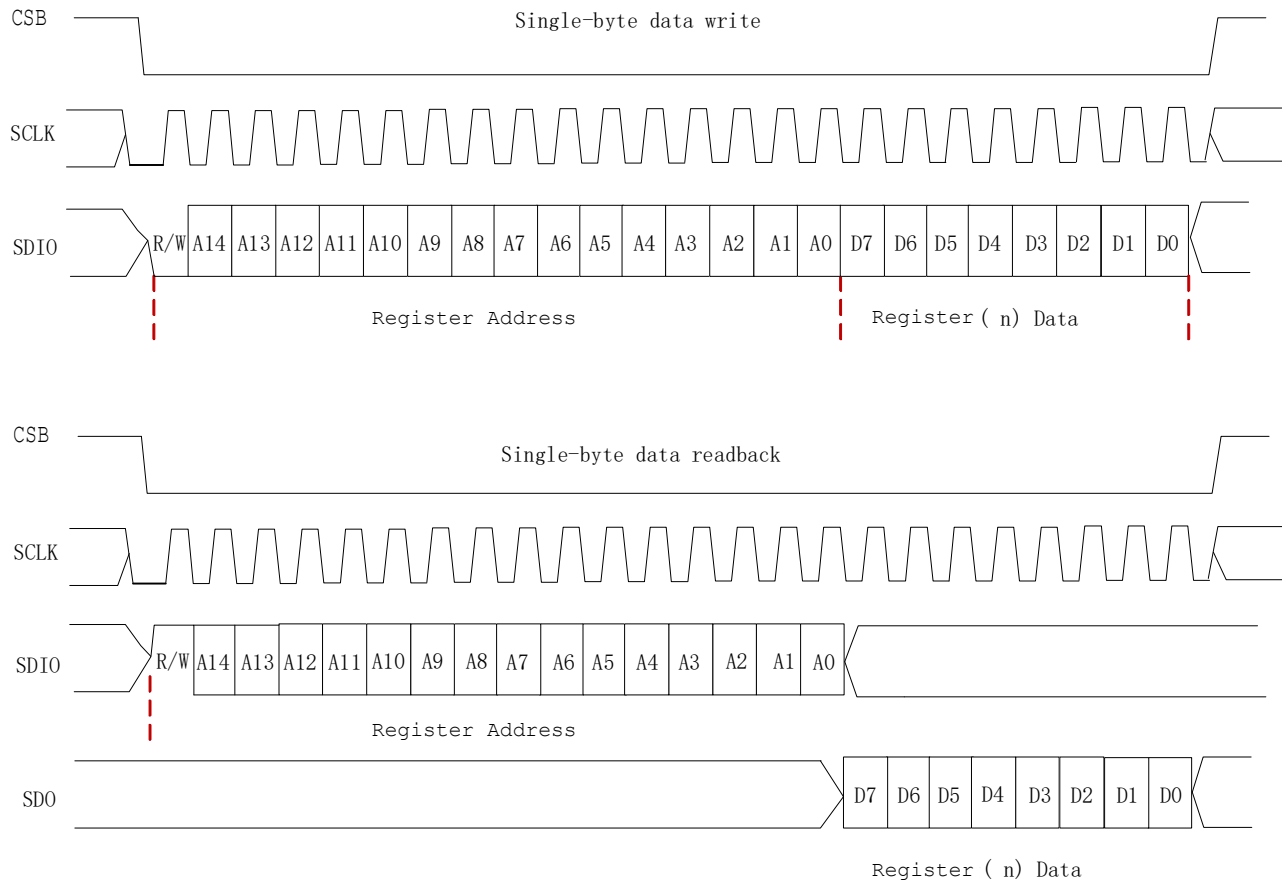 CSB
Single-byte data write
SCLK
SDIO R/W A14 A13 A12 A11 A10 A9 A8 A7 A6 A5 A4 A3 A2 A1 A0 D7 D6 D5 D4 D3 D2 D1 D0
Register Address Register ( n) Data
CSB
Single-byte data readback
SCLK
SDIO R/W A14 A13 A12 A11 A10 A9 A8 A7 A6 A5 A4 A3 A2 A1 A0
Register Address
SDO D7 D6 D5 D4 D3 D2 D1 D0
Register ( n) Data